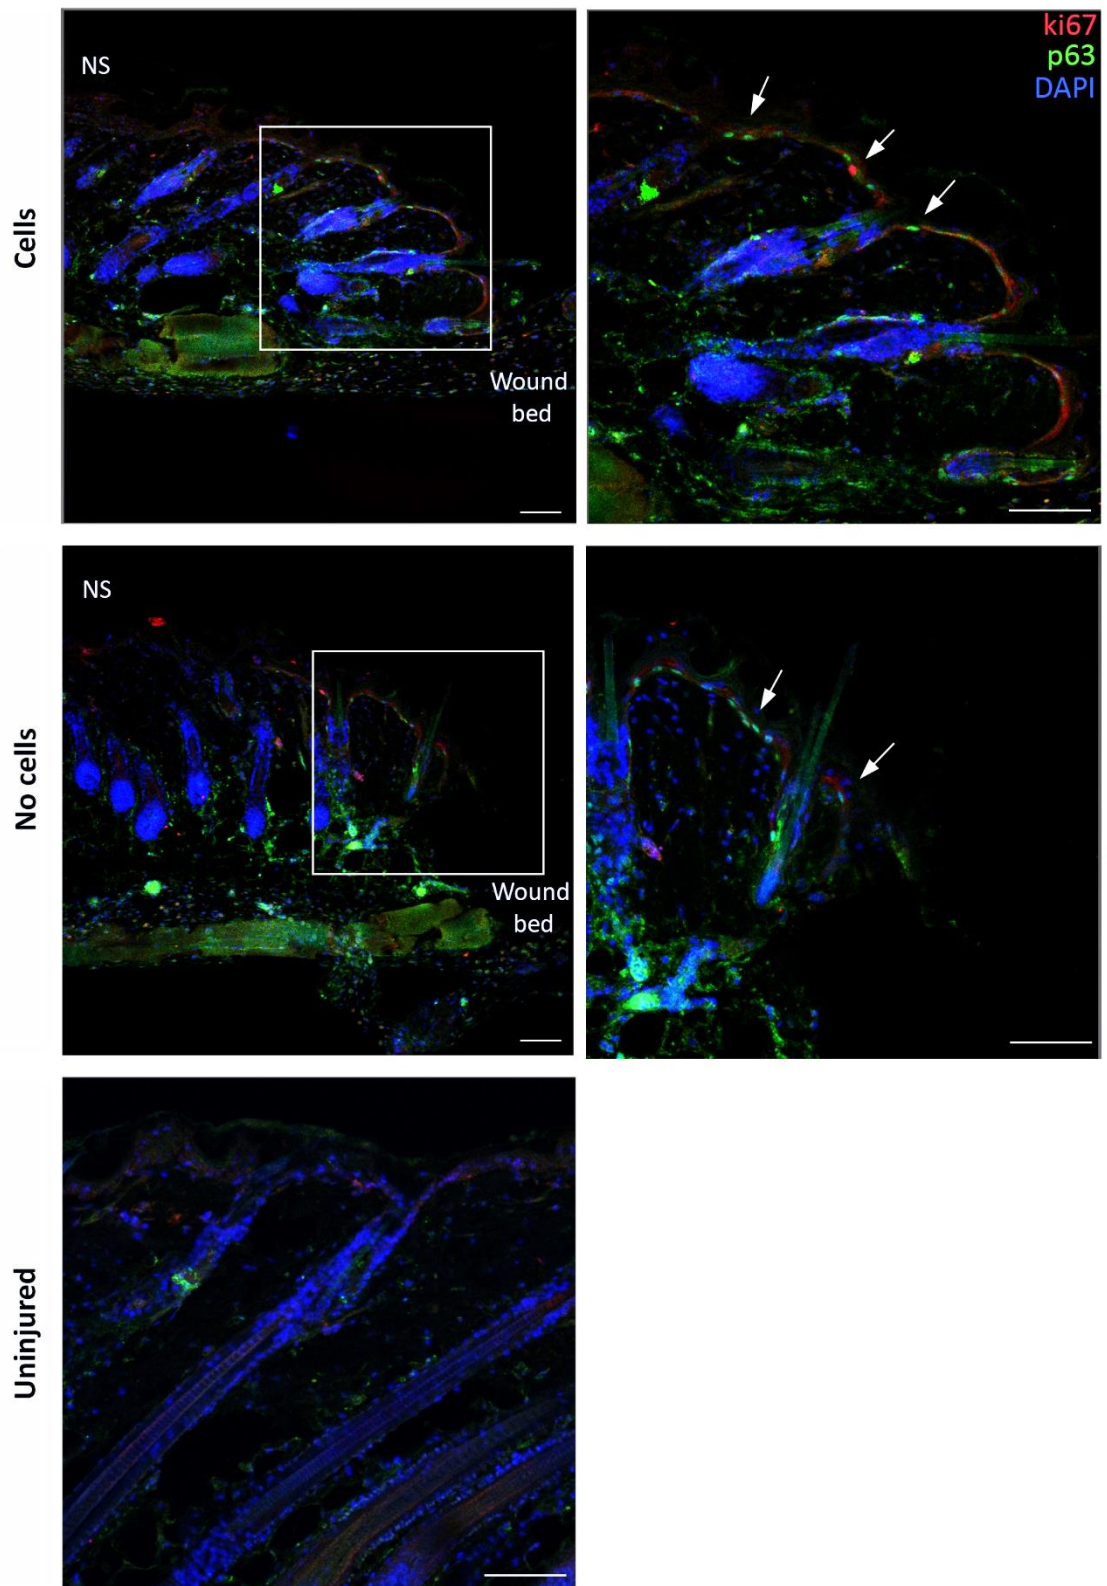 ki67
p63
DAPI
NS
Cells
Wound
bed
NS
No cells
Wound
bed
Uninjured